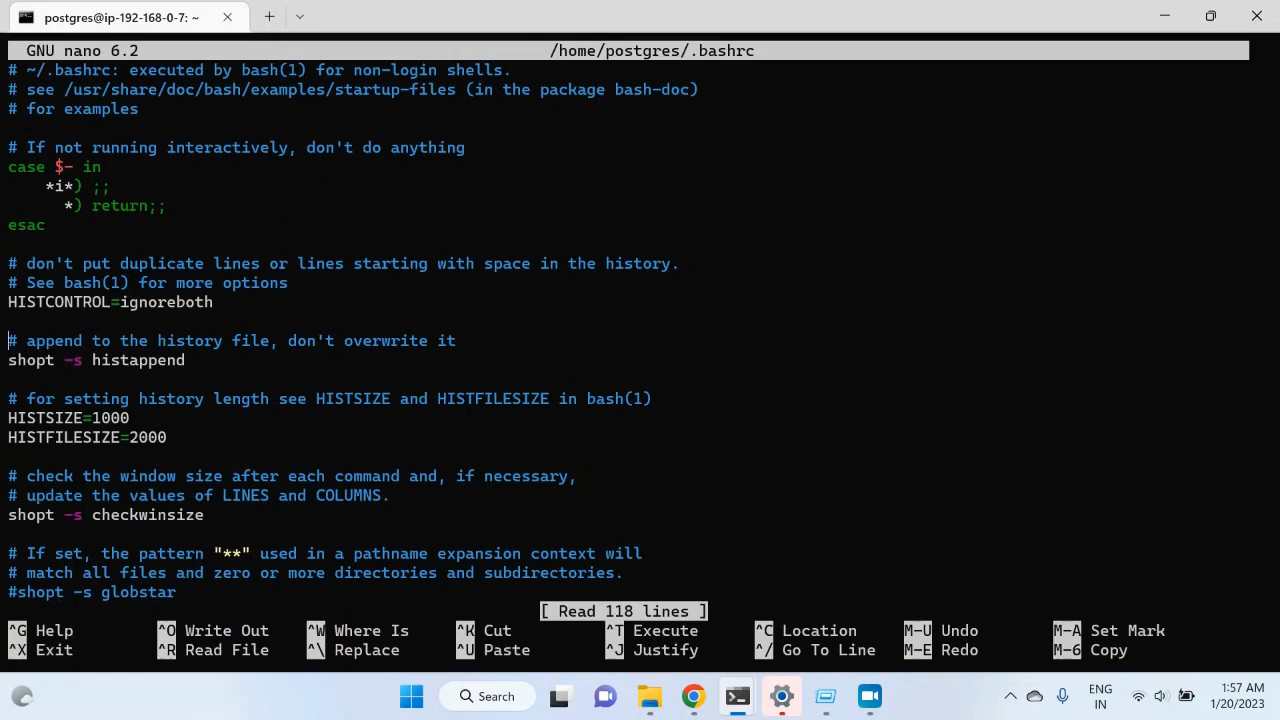 postgres@ip-192-168-0-7: ~
GNU nano 6.2 /home/postgres/.bashrc
# ~/.bashrc: executed by bash(1) for non-login shells.
# see /usr/share/doc/bash/examples/startup-files (in the package bash-doc)
# for examples
# If not running interactively, don't do anything
case $- in
*i*) ;;
*) return;;
esac
# don't put duplicate lines or lines starting with space in the history.
# See bash(1) for more options
HISTCONTROL=ignoreboth
# append to the history file, don't overwrite it
shopt -s histappend
# for setting history length see HISTSIZE and HISTFILESIZE in bash(1)
HISTSIZE=1000
HISTFILESIZE=2000
# check the window size after each command and, if necessary,
# update the values of LINES and COLUMNS.
shopt -s checkwinsize
# If set, the pattern "**" used in a pathname expansion context will
# match all files and zero or more directories and subdirectories.
#shopt -s globstar
[ Read 118 lines ]
^G Help ^O Write Out ^W Where Is ^K Cut ^T Execute ^C Location M-U Undo M-A Set Mark
^X Exit ^R Read File ^\ Replace ^U Paste ^J Justify ^/ Go To Line M-E Redo M-6 Copy
Search
ENG
IN
1:57 AM
1/20/2023